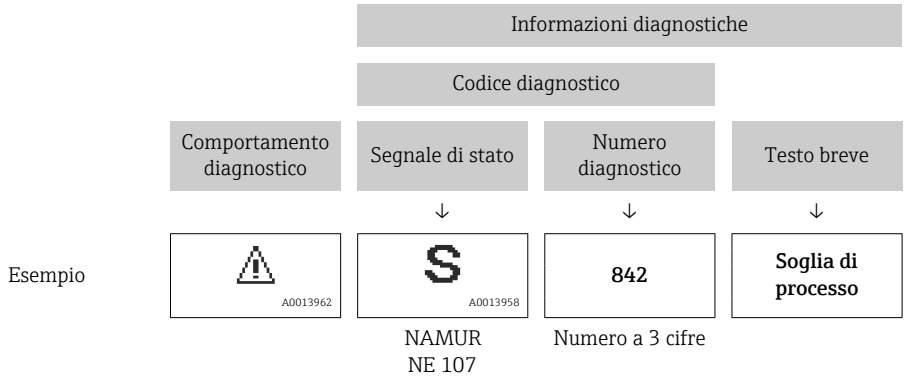 Informazioni diagnostiche
Codice diagnostico
Comportamento
diagnostico
Segnale di stato
Numero
diagnostico
Testo breve
↓ ↓ ↓
Esempio
A0013962
S
A0013958
842
Soglia di
processo
NAMUR
NE 107
Numero a 3 cifre